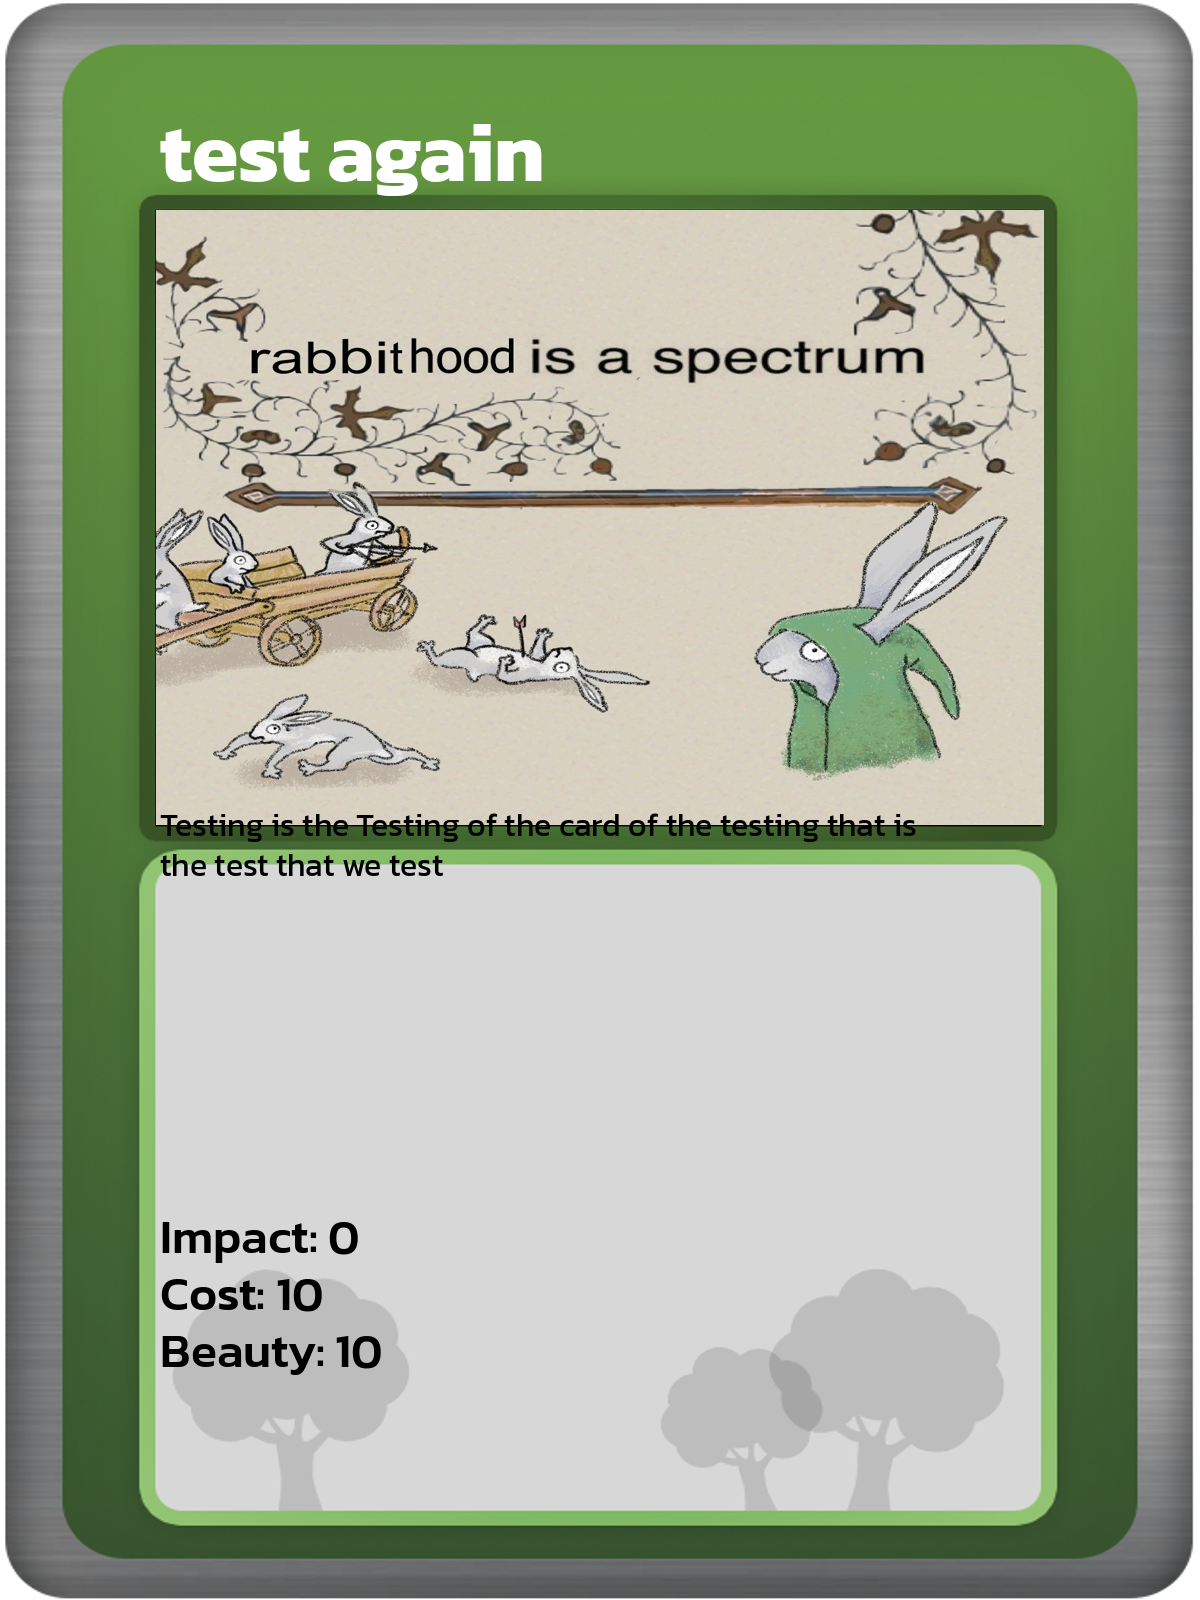 test again
rabbithood is a spectrum
Testing is the Testing of the card of the testing that is
the test that we test
Impact: 0
Cost: 10
Beauty: 10